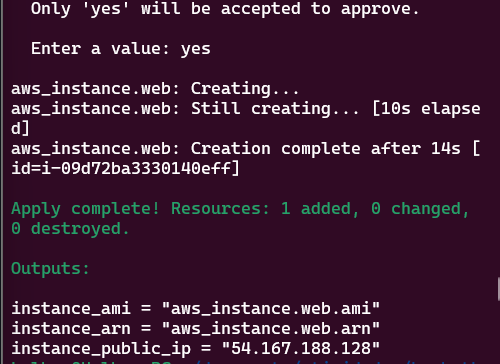 Only 'yes' will be accepted to approve.
Enter a value: yes
aws_instance.web: Creating...
aws_instance.web: Still creating... [10s elapse
d]
aws_instance.web: Creation complete after 14s [
id=i-09d72ba3330140eff]
Apply complete! Resources: 1 added, 0 changed,
0 destroyed.
Outputs:
instance_ami = "aws_instance.web.ami"
instance_arn = "aws_instance.web.arn"
instance_public_ip = "54.167.188.128"